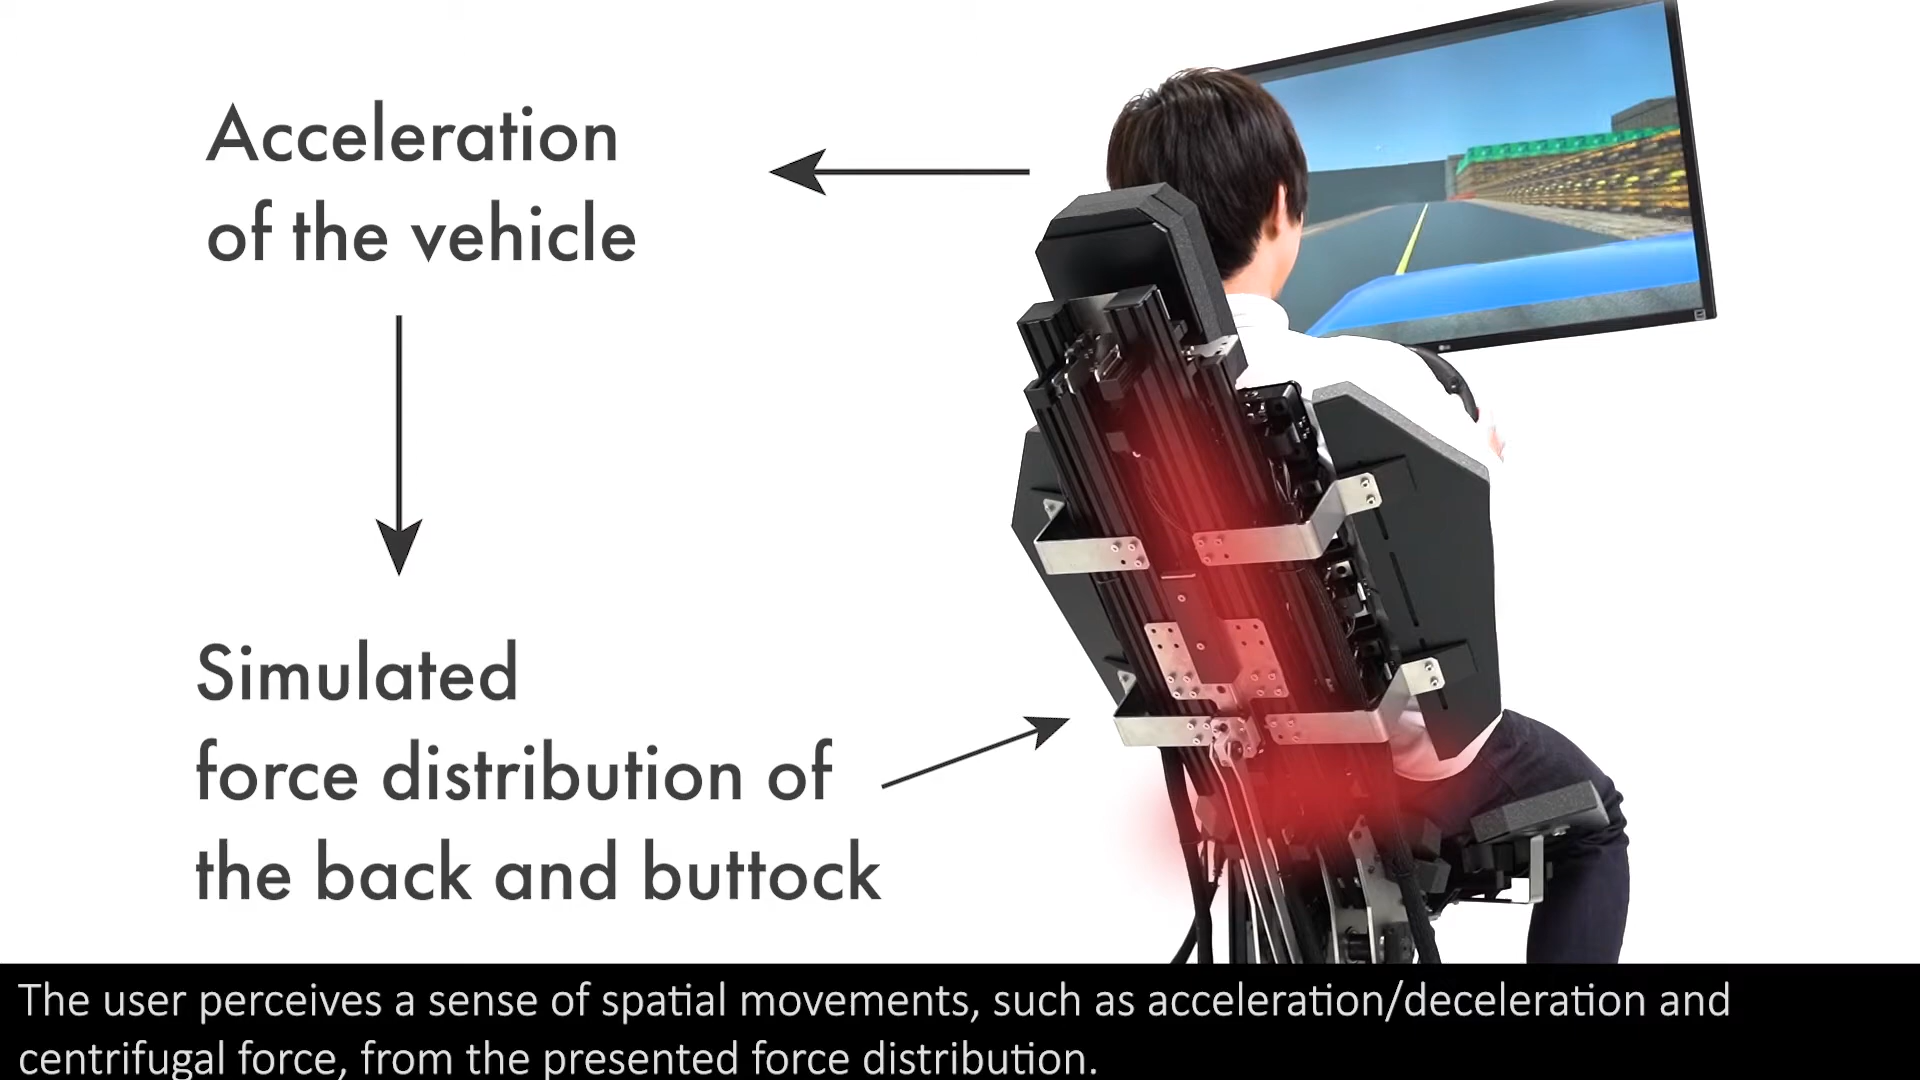 Acceleration
of the vehicle
Simulated
force distribution of
the back and buttock
The user perceives a sense of spatial movements, such as acceleration/deceleration and
centrifugal force, from the presented force distribution.